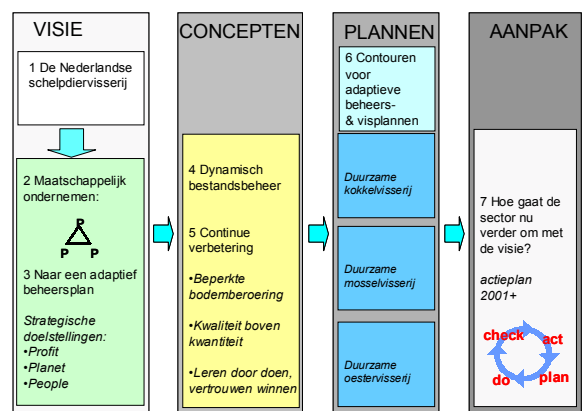 VISIE
1 De Nederlandse
schelpdiervisserij
2 Maatschappelijk
ondernemen:
P
P P
3 Naar een adaptief
beheersplan
Strategische
doelstellingen:
•Profit
•Planet
•People
CONCEPTEN
4 Dynamisch
bestandsbeheer
5 Continue
verbetering
•Beperkte
bodemberoering
•Kwaliteit boven
kwantiteit
•Leren door doen,
vertrouwen winnen
PLANNEN
6 Contouren
voor
adaptieve
beheers-
& visplannen
Duurzame
kokkelvisserij
Duurzame
mosselvisserij
Duurzame
oestervisserij
AANPAK
7 Hoe gaat de
sector nu
verder om met
de visie?
actieplan
2001+
check act
do plan